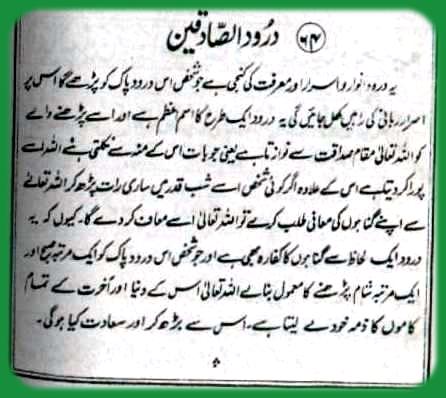 ۶۴ درود الصّادقین
یہ درود انوار و اسرار اور معرفت کی کنجی ہے جو شخص اس درود پاک کو پڑھے گا اس پر
اسرار ربانی کی راہیں کھل جائیں گی یہ درود ایک طرح کا اسم اعظم ہے اور اسے پڑھنے والے
کو اللہ تعالیٰ مقام صداقت سے نوازتا ہے یعنی جو بات اس کے منہ سے نکلتی ہے اللہ اسے
پورا کر دیتا ہے اس کے علاوہ اگر کوئی شخص اسے شب قدر میں ساری رات پڑھ کر اللہ تعالےٰ
سے اپنے گناہوں کی معافی طلب کرے تو اللہ تعالیٰ اسے معاف کر دے گا۔ کیوں کہ یہ
درود ایک لحاظ سے گناہوں کا کفارہ بھی ہے اور جو شخص اس درود پاک کو ایک مرتبہ صبح اور
ایک مرتبہ شام پڑھنے کا معمول بنالے اللہ تعالیٰ اس کے دنیا اور آخرت کے تمام
کاموں کا ذمہ خود لے لیتا ہے۔ اس سے بڑھ کر اور سعادت کیا ہوگی۔